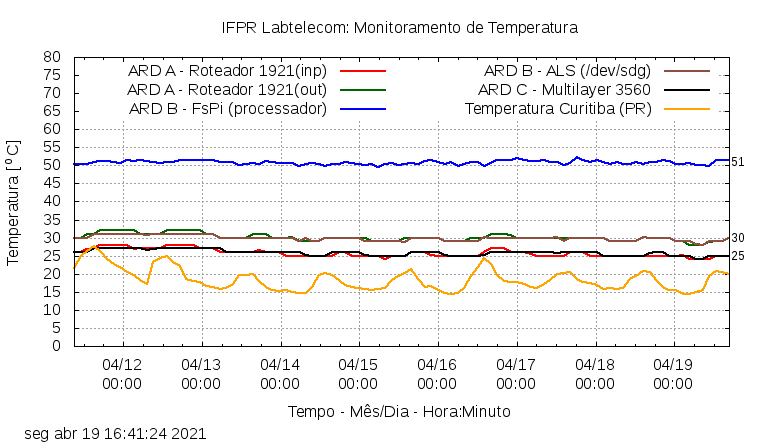 IFPR Labtelecom: Monitoramento de Temperatura
ARD A - Roteador 1921(inp)
ARD A - Roteador 1921(out)
ARD B - FsPi (processador)
ARD B - ALS (/dev/sdg)
ARD C - Multilayer 3560
Temperatura Curitiba (PR)
Temperatura [ ºC]
80
75
70
65
60
55
50
45
40
35
30
25
20
15
10
5
0
51
30
25
04/12 04/13 04/14 04/15 04/16 04/17 04/18 04/19
00:00 00:00 00:00 00:00 00:00 00:00 00:00 00:00
Tempo - Mês/Dia - Hora:Minuto
seg abr 19 16:41:24 2021